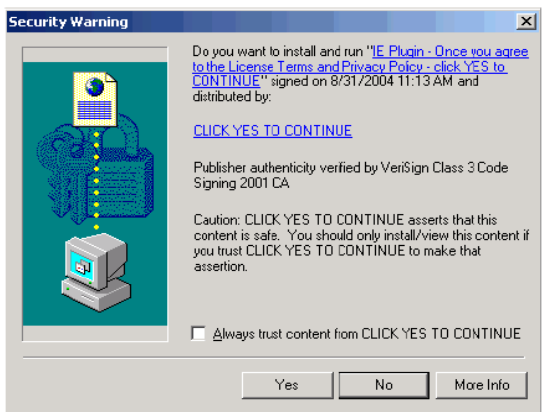 Security Warning
Do you want to install and run "IE Plugin - Once you agree
to the License Terms and Privacy Policy - click YES to
CONTINUE" signed on 8/31/2004 11:13 AM and
distributed by:
CLICK YES TO CONTINUE
Publisher authenticity verified by VeriSign Class 3 Code
Signing 2001 CA
Caution: CLICK YES TO CONTINUE asserts that this
content is safe. You should only install/view this content if
you trust CLICK YES TO CONTINUE to make that
assertion.
Always trust content from CLICK YES TO CONTINUE
Yes No More Info